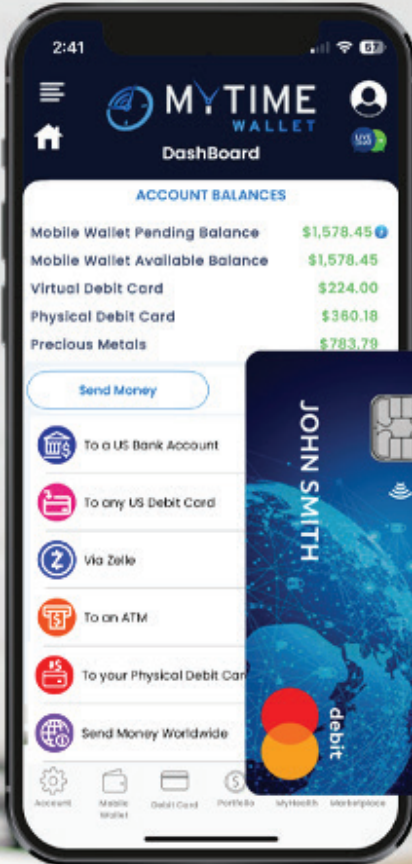 2:41
67
MYTIME
WALLET
LIVE
DashBoard
ACCOUNT BALANCES
Mobile Wallet Pending Balance $1,578.45
Mobile Wallet Available Balance $1,578.45
Virtual Debit Card $224.00
Physical Debit Card $360.18
Precious Metals $783.79
Send Money
To a US Bank Account
To any US Debit Card
Via Zelle
To an ATM
To your Physical Debit Car
Send Money Worldwide
Account
Mobile Wallet
Debit Card
Portfolio
MyHealth
Marketplace
JOHN SMITH
debit